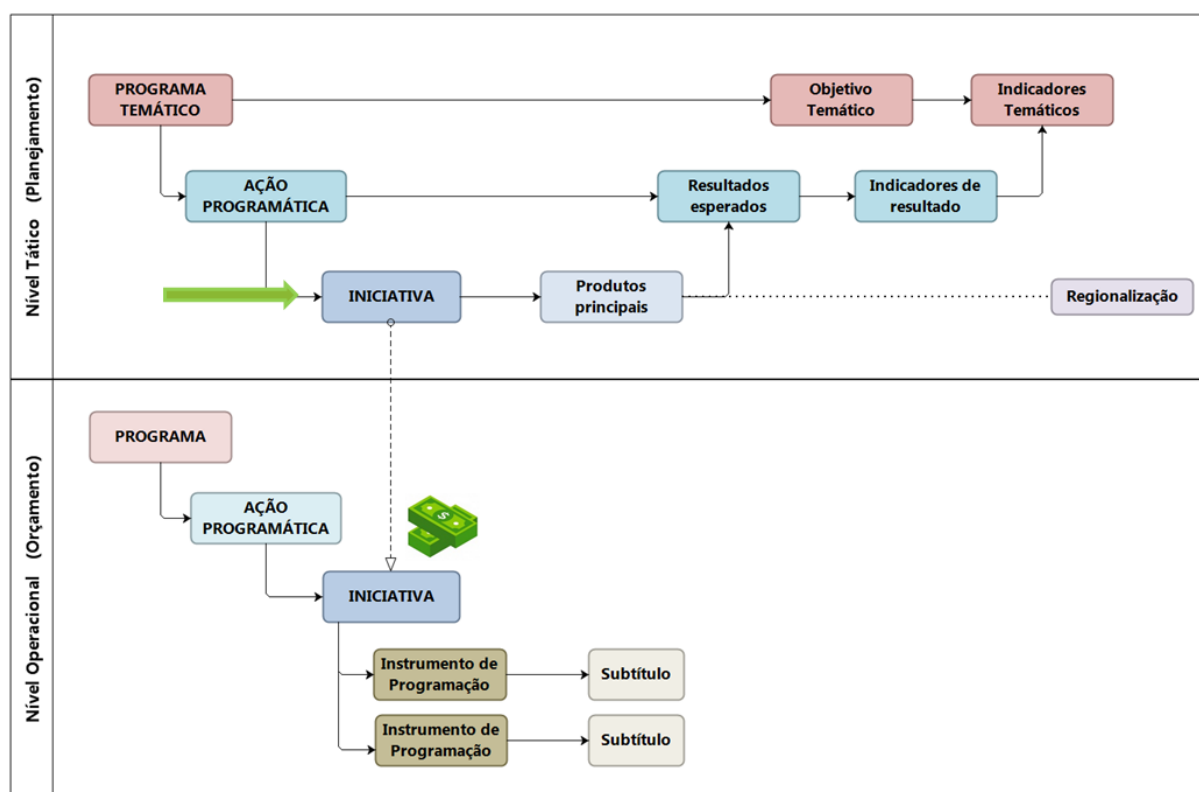 Nível Tático (Planejamento)
PROGRAMA
TEMÁTICO
Objetivo
Temático
Indicadores
Temáticos
AÇÃO
PROGRAMÁTICA
Resultados
esperados
Indicadores de
resultado
INICIATIVA
Produtos
principais
Regionalização
Nível Operacional (Orçamento)
PROGRAMA
AÇÃO
PROGRAMÁTICA
$
INICIATIVA
Instrumento de
Programação
Subtítulo
Instrumento de
Programação
Subtítulo